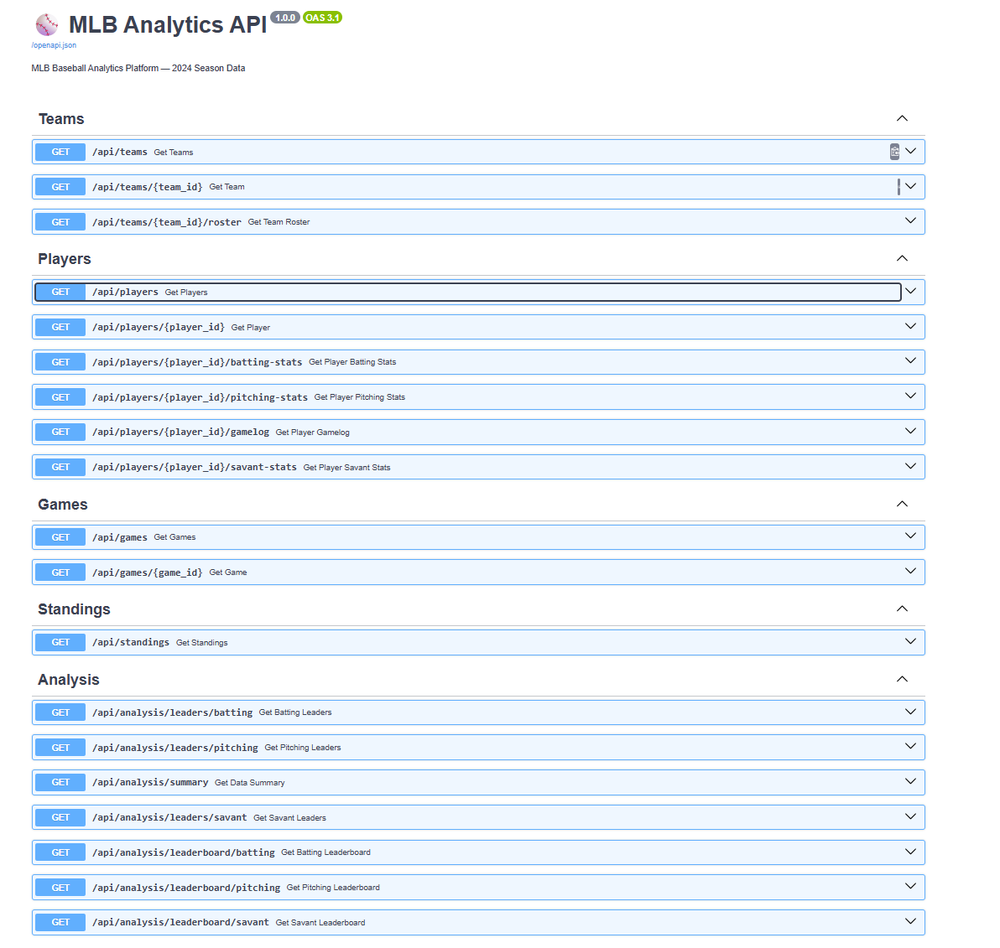 MLB Analytics API 1.0.0 OAS 3.1
/openapi.json
MLB Baseball Analytics Platform — 2024 Season Data
Teams
GET /api/teams Get Teams
GET /api/teams/{team_id} Get Team
GET /api/teams/{team_id}/roster Get Team Roster
Players
GET /api/players Get Players
GET /api/players/{player_id} Get Player
GET /api/players/{player_id}/batting-stats Get Player Batting Stats
GET /api/players/{player_id}/pitching-stats Get Player Pitching Stats
GET /api/players/{player_id}/gamelog Get Player Gamelog
GET /api/players/{player_id}/savant-stats Get Player Savant Stats
Games
GET /api/games Get Games
GET /api/games/{game_id} Get Game
Standings
GET /api/standings Get Standings
Analysis
GET /api/analysis/leaders/batting Get Batting Leaders
GET /api/analysis/leaders/pitching Get Pitching Leaders
GET /api/analysis/summary Get Data Summary
GET /api/analysis/leaders/savant Get Savant Leaders
GET /api/analysis/leaderboard/batting Get Batting Leaderboard
GET /api/analysis/leaderboard/pitching Get Pitching Leaderboard
GET /api/analysis/leaderboard/savant Get Savant Leaderboard